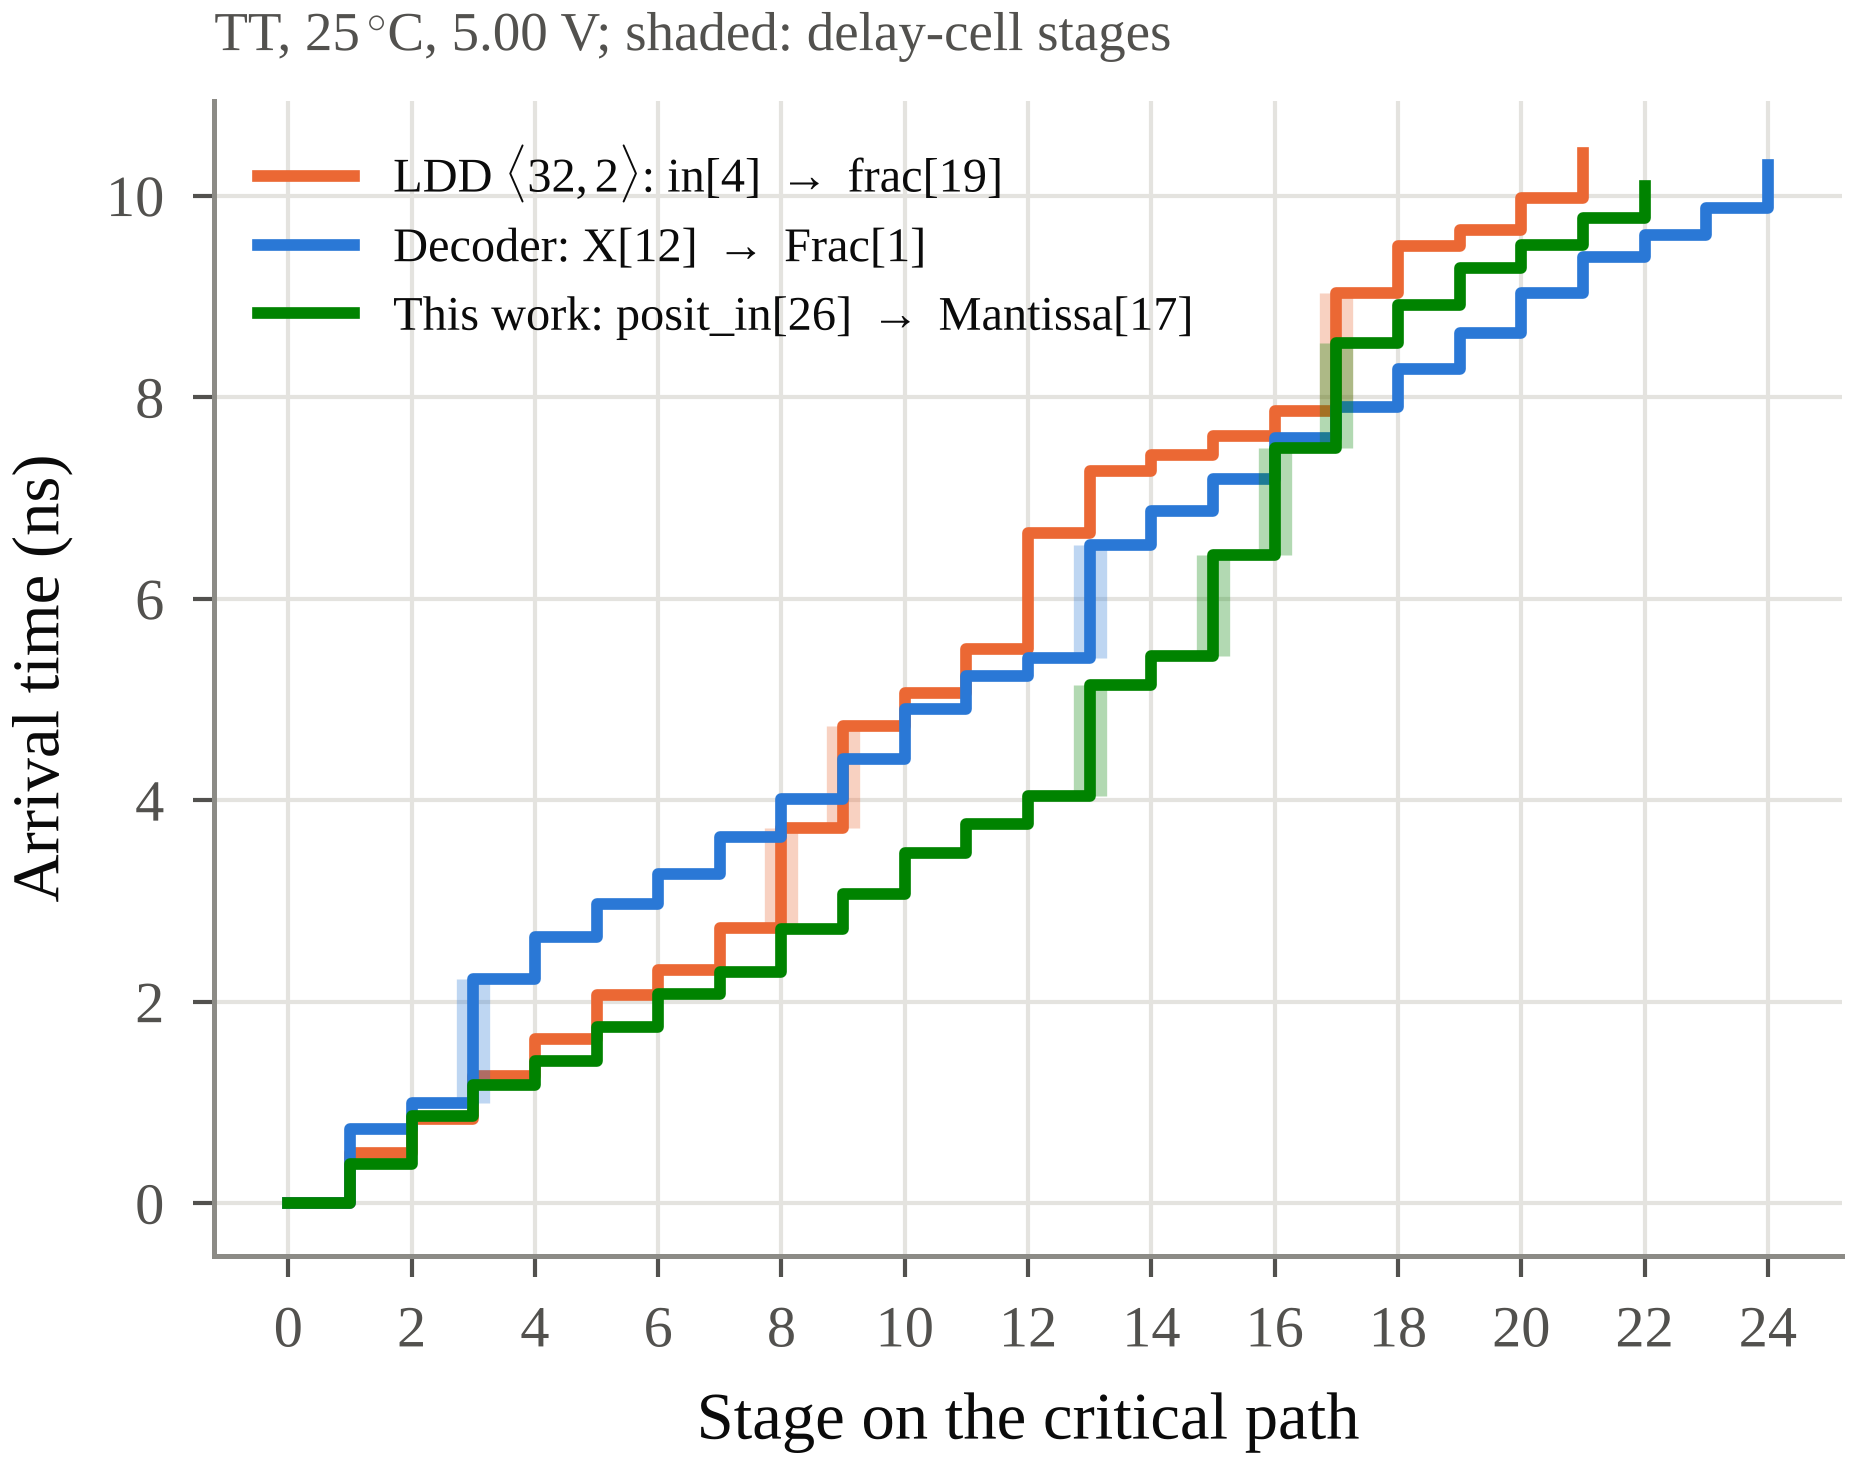 TT, 25 °C, 5.00 V; shaded: delay-cell stages
LDD ⟨32, 2⟩: in[4] → frac[19]
Decoder: X[12] → Frac[1]
This work: posit_in[26] → Mantissa[17]
Arrival time (ns)
10
8
6
4
2
0
0 2 4 6 8 10 12 14 16 18 20 22 24
Stage on the critical path